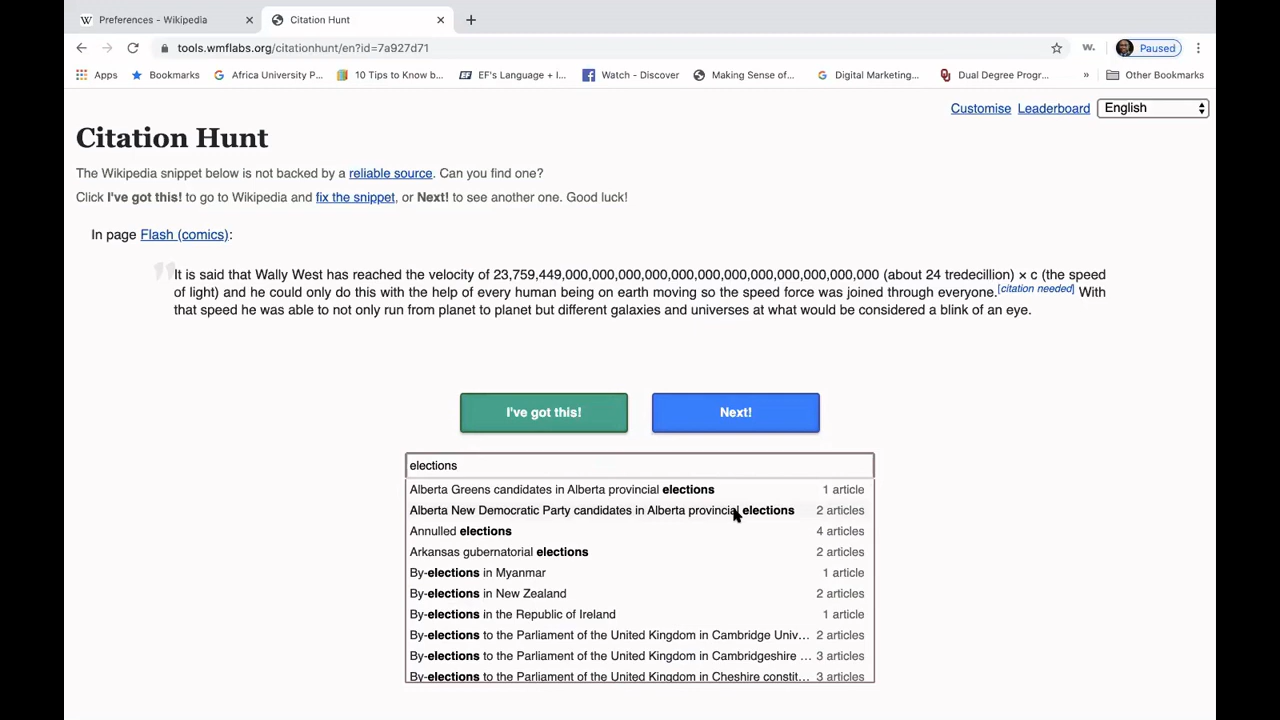 Preferences - Wikipedia
Citation Hunt
tools.wmflabs.org/citationhunt/en?id=7a927d71
W.
Paused
Apps
Bookmarks
Africa University P...
10 Tips to Know b...
EF's Language + I...
Watch - Discover
Making Sense of...
Digital Marketing...
Dual Degree Progr...
»
Other Bookmarks
Customise Leaderboard English
Citation Hunt
The Wikipedia snippet below is not backed by a reliable source. Can you find one?
Click I've got this! to go to Wikipedia and fix the snippet, or Next! to see another one. Good luck!
In page Flash (comics):
It is said that Wally West has reached the velocity of 23,759,449,000,000,000,000,000,000,000,000,000,000,000,000 (about 24 tredecillion) × c (the speed
of light) and he could only do this with the help of every human being on earth moving so the speed force was joined through everyone.[citation needed] With
that speed he was able to not only run from planet to planet but different galaxies and universes at what would be considered a blink of an eye.
I've got this!
Next!
elections
Alberta Greens candidates in Alberta provincial elections 1 article
Alberta New Democratic Party candidates in Alberta provincial elections 2 articles
Annulled elections 4 articles
Arkansas gubernatorial elections 2 articles
By-elections in Myanmar 1 article
By-elections in New Zealand 2 articles
By-elections in the Republic of Ireland 1 article
By-elections to the Parliament of the United Kingdom in Cambridge Univ... 2 articles
By-elections to the Parliament of the United Kingdom in Cambridgeshire ... 3 articles
By-elections to the Parliament of the United Kingdom in Cheshire constit... 3 articles